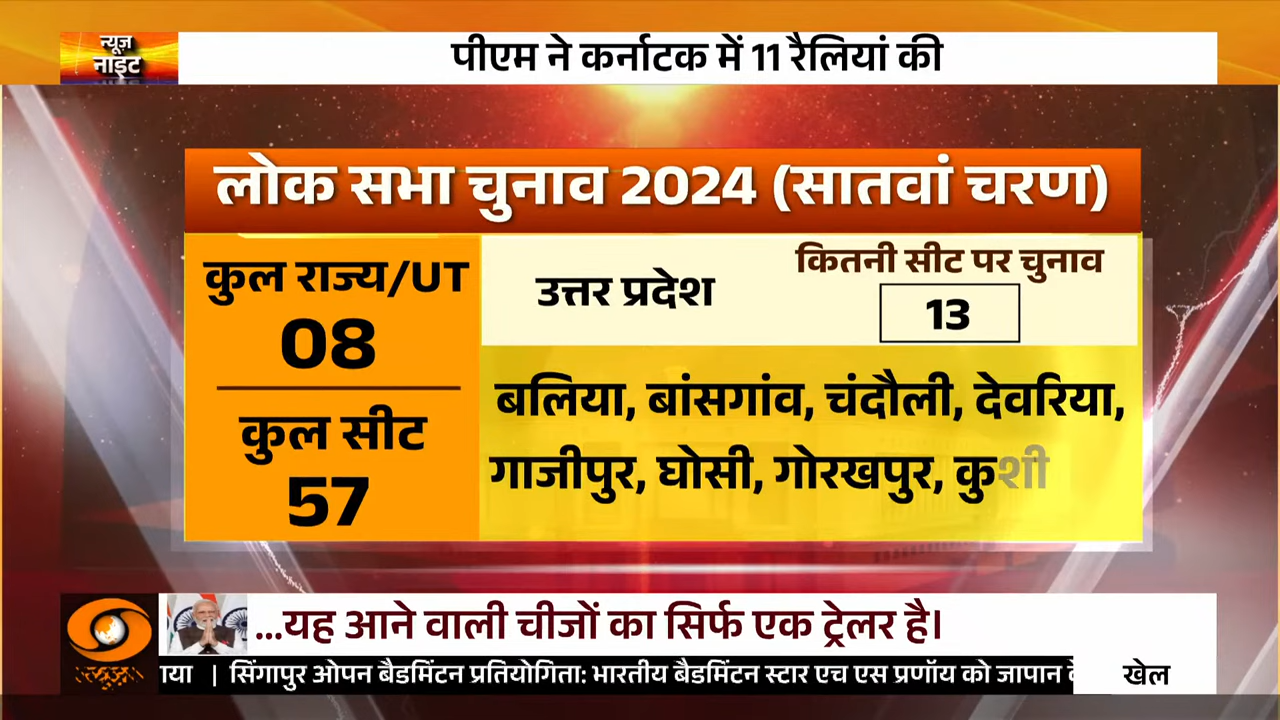 न्यूज़
नाइट
पीएम ने कर्नाटक में 11 रैलियां की
लोक सभा चुनाव 2024 (सातवां चरण)
कुल राज्य/UT
08
कुल सीट
57
उत्तर प्रदेश
कितनी सीट पर चुनाव
13
बलिया, बांसगांव, चंदौली, देवरिया,
गाजीपुर, घोसी, गोरखपुर, कुशी
...यह आने वाली चीजों का सिर्फ एक ट्रेलर है।
या | सिंगापुर ओपन बैडमिंटन प्रतियोगिता: भारतीय बैडमिंटन स्टार एच एस प्रणॉय को जापान
खेल